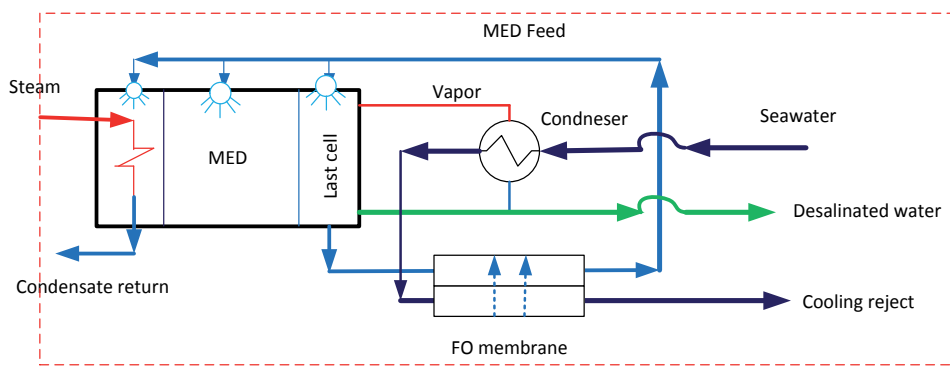 MED Feed
Steam
Vapor
Condneser
Seawater
MED
Last cell
Desalinated water
Condensate return
Cooling reject
FO membrane